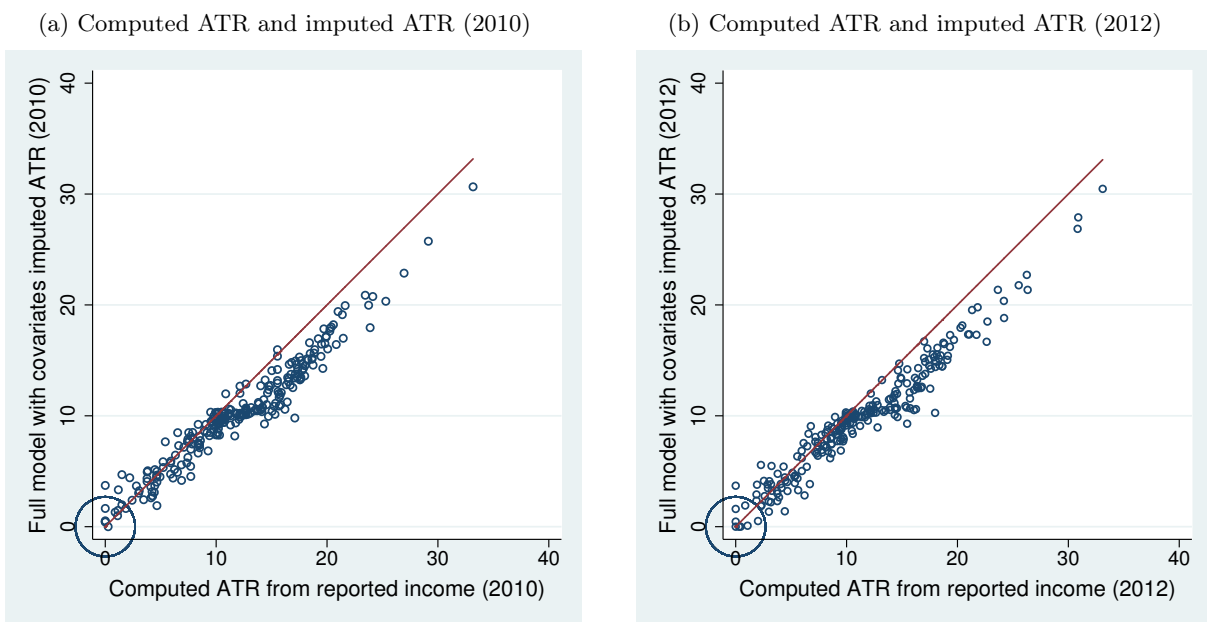 (a) Computed ATR and imputed ATR (2010)
Full model with covariates imputed ATR (2010)
40
30
20
10
0
0 10 20 30 40
Computed ATR from reported income (2010)
(b) Computed ATR and imputed ATR (2012)
Full model with covariates imputed ATR (2012)
40
30
20
10
0
0 10 20 30 40
Computed ATR from reported income (2012)